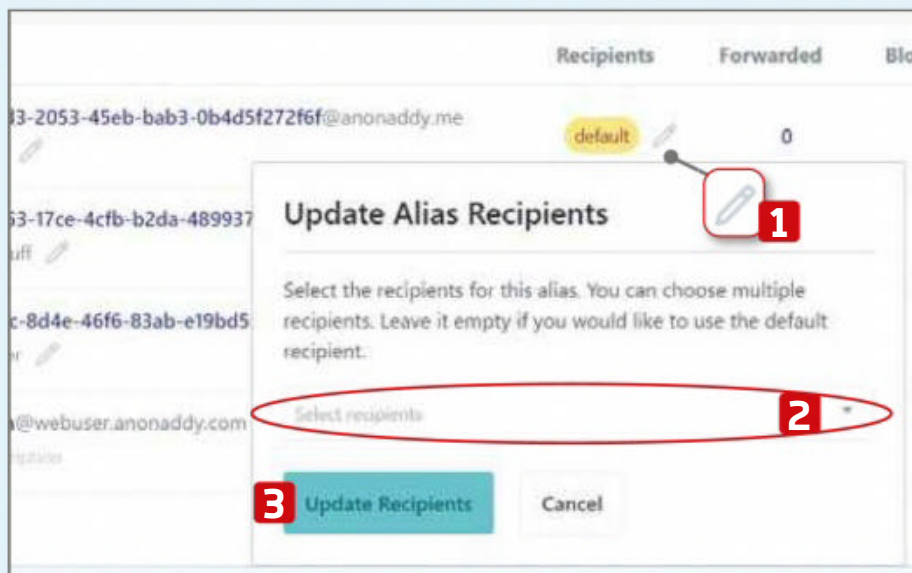 Recipients Forwarded
3-2053-45eb-bab3-0b4d5f272f6f@anonaddy.me
default 0
1
53-17ce-4cfb-b2da-489937
uff
c-8d4e-46f6-83ab-e19bd5
@webuser.anonaddy.com
Update Alias Recipients
Select the recipients for this alias. You can choose multiple
recipients. Leave it empty if you would like to use the default
recipient.
Select recipients 2
3 Update Recipients Cancel